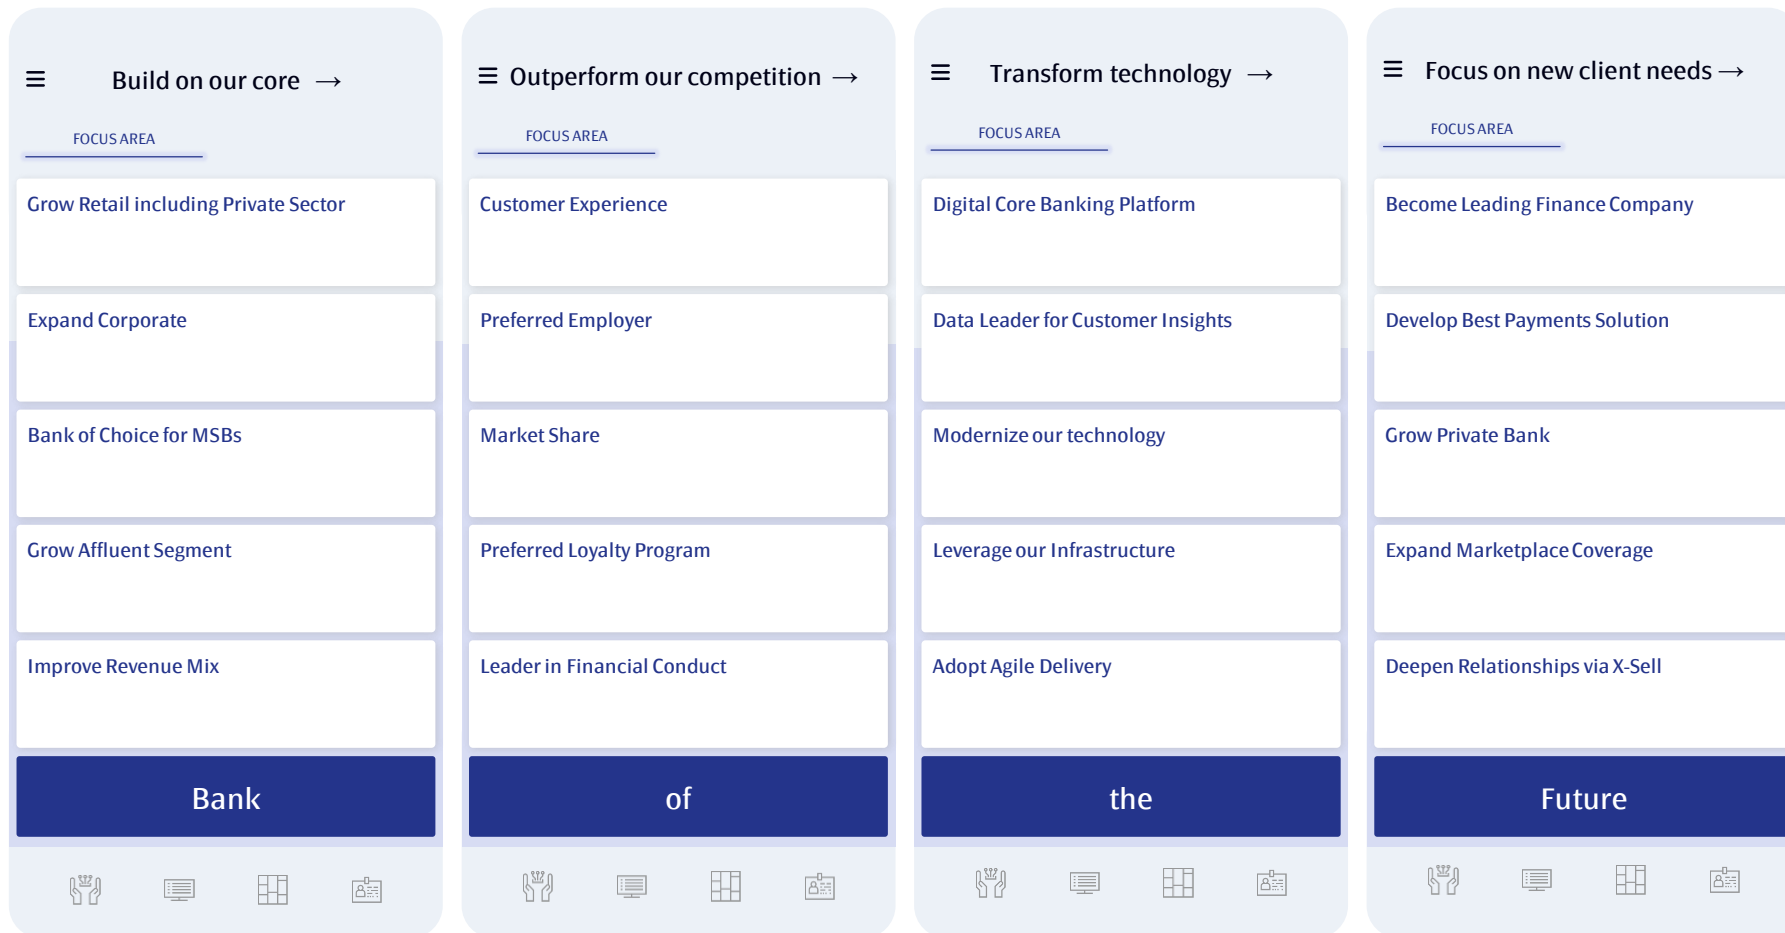 Build on our core →
FOCUS AREA
Grow Retail including Private Sector
Expand Corporate
Bank of Choice for MSBs
Grow Affluent Segment
Improve Revenue Mix
Bank
Outperform our competition →
FOCUS AREA
Customer Experience
Preferred Employer
Market Share
Preferred Loyalty Program
Leader in Financial Conduct
of
Transform technology →
FOCUS AREA
Digital Core Banking Platform
Data Leader for Customer Insights
Modernize our technology
Leverage our Infrastructure
Adopt Agile Delivery
the
Focus on new client needs →
FOCUS AREA
Become Leading Finance Company
Develop Best Payments Solution
Grow Private Bank
Expand Marketplace Coverage
Deepen Relationships via X-Sell
Future